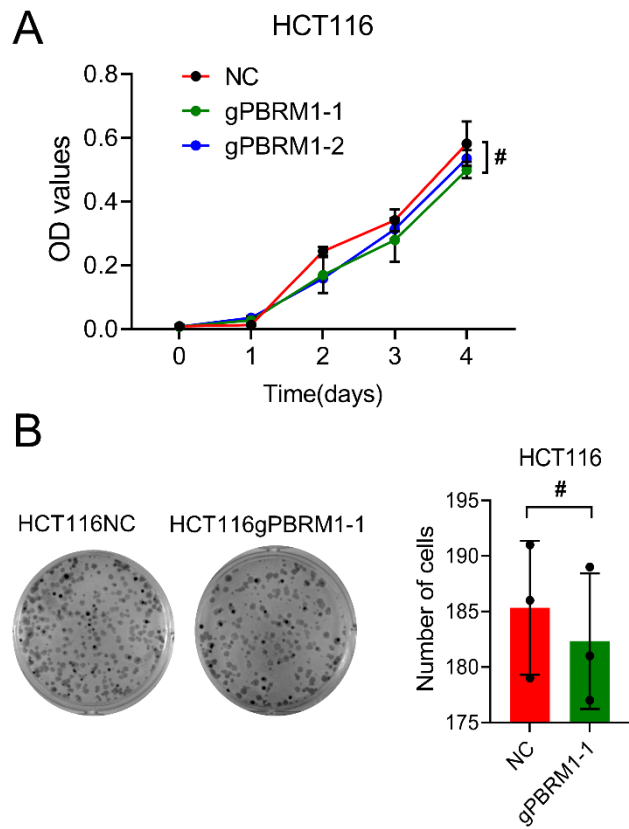 A
HCT116
NC
gPBRM1-1
gPBRM1-2
OD values
0.8
0.6
0.4
0.2
0.0
#
0 1 2 3 4
Time(days)
B
HCT116NC
HCT116gPBRM1-1
HCT116
#
Number of cells
195
190
185
180
175
NC
gPBRM1-1